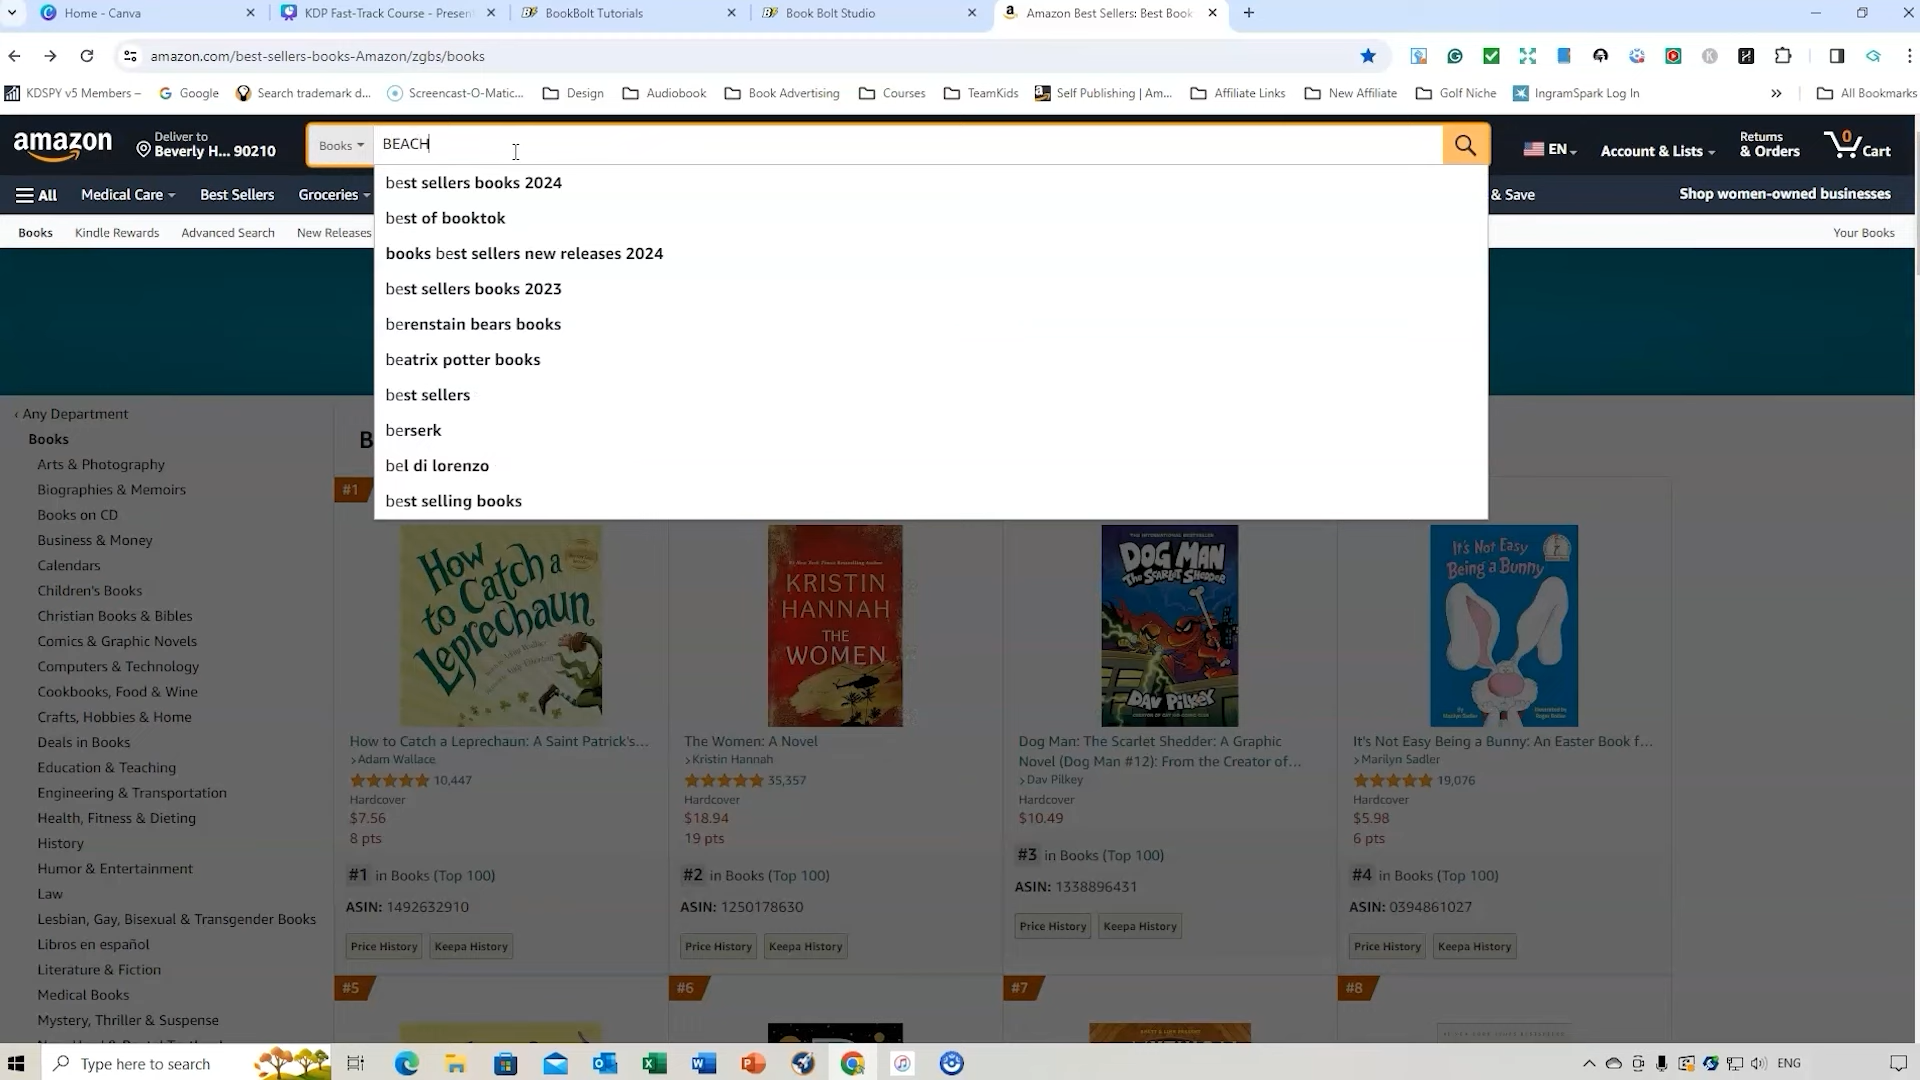 Home - Canva
KDP Fast-Track Course - Present
BookBolt Tutorials
Book Bolt Studio
Amazon Best Sellers: Best Book
amazon.com/best-sellers-books-Amazon/zgbs/books
KDSPY v5 Members –
Google
Search trademark d...
Screencast-O-Matic...
Design
Audiobook
Book Advertising
Courses
TeamKids
Self Publishing | Am...
Affiliate Links
New Affiliate
Golf Niche
IngramSpark Log In
All Bookmarks
amazon
Deliver to
Beverly H... 90210
Books
BEACH
EN
Account & Lists
Returns
& Orders
0
Cart
All
Medical Care
Best Sellers
Groceries
& Save
Shop women-owned businesses
Books
Kindle Rewards
Advanced Search
New Releases
Your Books
best sellers books 2024
best of booktok
books best sellers new releases 2024
best sellers books 2023
berenstain bears books
beatrix potter books
best sellers
berserk
bel di lorenzo
best selling books
‹ Any Department
Books
Arts & Photography
Biographies & Memoirs
Books on CD
Business & Money
Calendars
Children's Books
Christian Books & Bibles
Comics & Graphic Novels
Computers & Technology
Cookbooks, Food & Wine
Crafts, Hobbies & Home
Deals in Books
Education & Teaching
Engineering & Transportation
Health, Fitness & Dieting
History
Humor & Entertainment
Law
Lesbian, Gay, Bisexual & Transgender Books
Libros en español
Literature & Fiction
Medical Books
Mystery, Thriller & Suspense
B
#1
How to Catch a Leprechaun
How to Catch a Leprechaun: A Saint Patrick's...
›Adam Wallace
10,447
Hardcover
$7.56
8 pts
#1 in Books (Top 100)
ASIN: 1492632910
Price History
Keepa History
KRISTIN
HANNAH
THE
WOMEN
The Women: A Novel
›Kristin Hannah
35,357
Hardcover
$18.94
19 pts
#2 in Books (Top 100)
ASIN: 1250178630
Price History
Keepa History
DOG MAN
The Scarlet Shedder
DAV PILKEY
Dog Man: The Scarlet Shedder: A Graphic
Novel (Dog Man #12): From the Creator of...
›Dav Pilkey
Hardcover
$10.49
#3 in Books (Top 100)
ASIN: 1338896431
Price History
Keepa History
It's Not Easy
Being a Bunny
It's Not Easy Being a Bunny: An Easter Book f...
›Marilyn Sadler
19,076
Hardcover
$5.98
6 pts
#4 in Books (Top 100)
ASIN: 0394861027
Price History
Keepa History
#5
#6
#7
#8
Type here to search
ENG